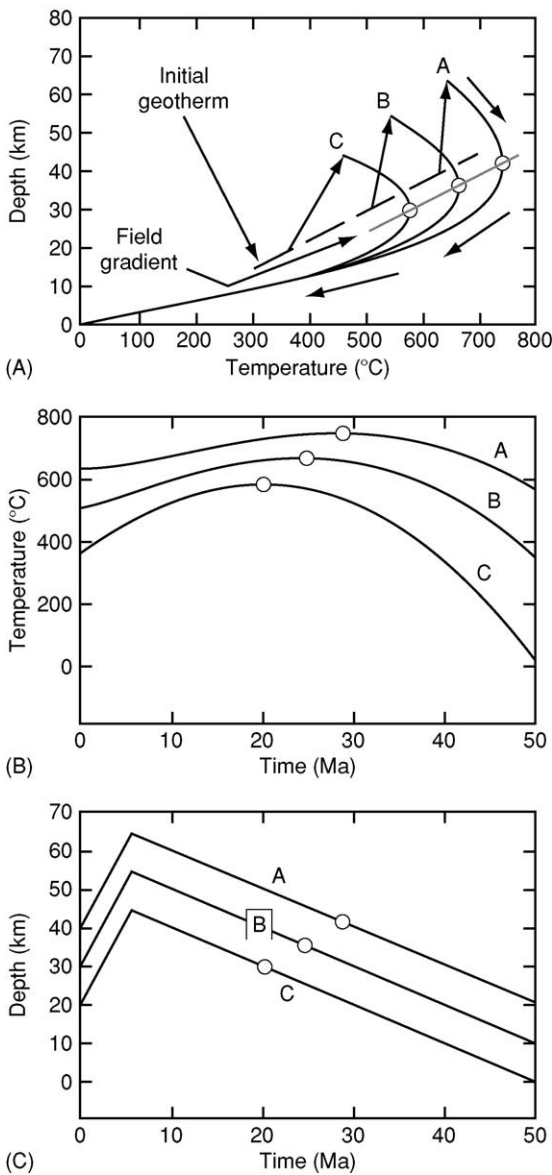 80
70
60
50
40
30
20
10
0
Depth (km)
Initial
geotherm
Field
gradient
A
B
C
0 100 200 300 400 500 600 700 800
Temperature (°C)
(A)
800
600
400
200
0
Temperature (°C)
A
B
C
0 10 20 30 40 50
Time (Ma)
(B)
70
60
50
40
30
20
10
0
Depth (km)
A
B
C
0 10 20 30 40 50
Time (Ma)
(C)